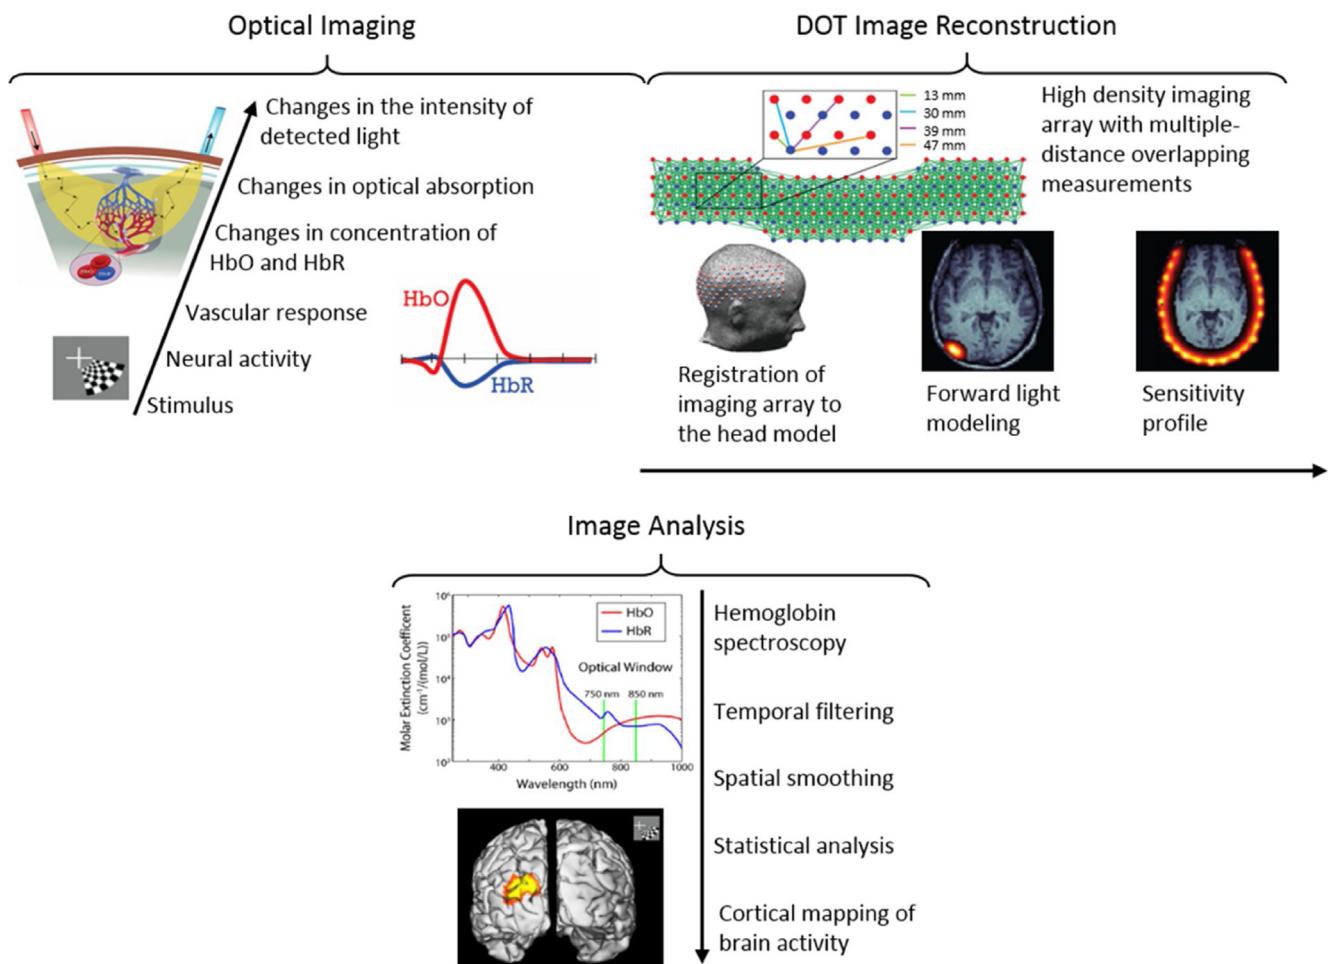 Optical Imaging
Changes in the intensity of
detected light
Changes in optical absorption
Changes in concentration of
HbO and HbR
Vascular response
Neural activity
Stimulus
HbO
HbR
DOT Image Reconstruction
13 mm
30 mm
39 mm
47 mm
High density imaging
array with multiple-
distance overlapping
measurements
Registration of
imaging array to
the head model
Forward light
modeling
Sensitivity
profile
Image Analysis
Molar Extinction Coefficent
(cm⁻¹/(mol/L))
10⁶
10⁵
10⁴
10³
10²
HbO
HbR
Optical Window
750 nm
850 nm
400
600
800
1000
Wavelength (nm)
Hemoglobin
spectroscopy
Temporal filtering
Spatial smoothing
Statistical analysis
Cortical mapping of
brain activity